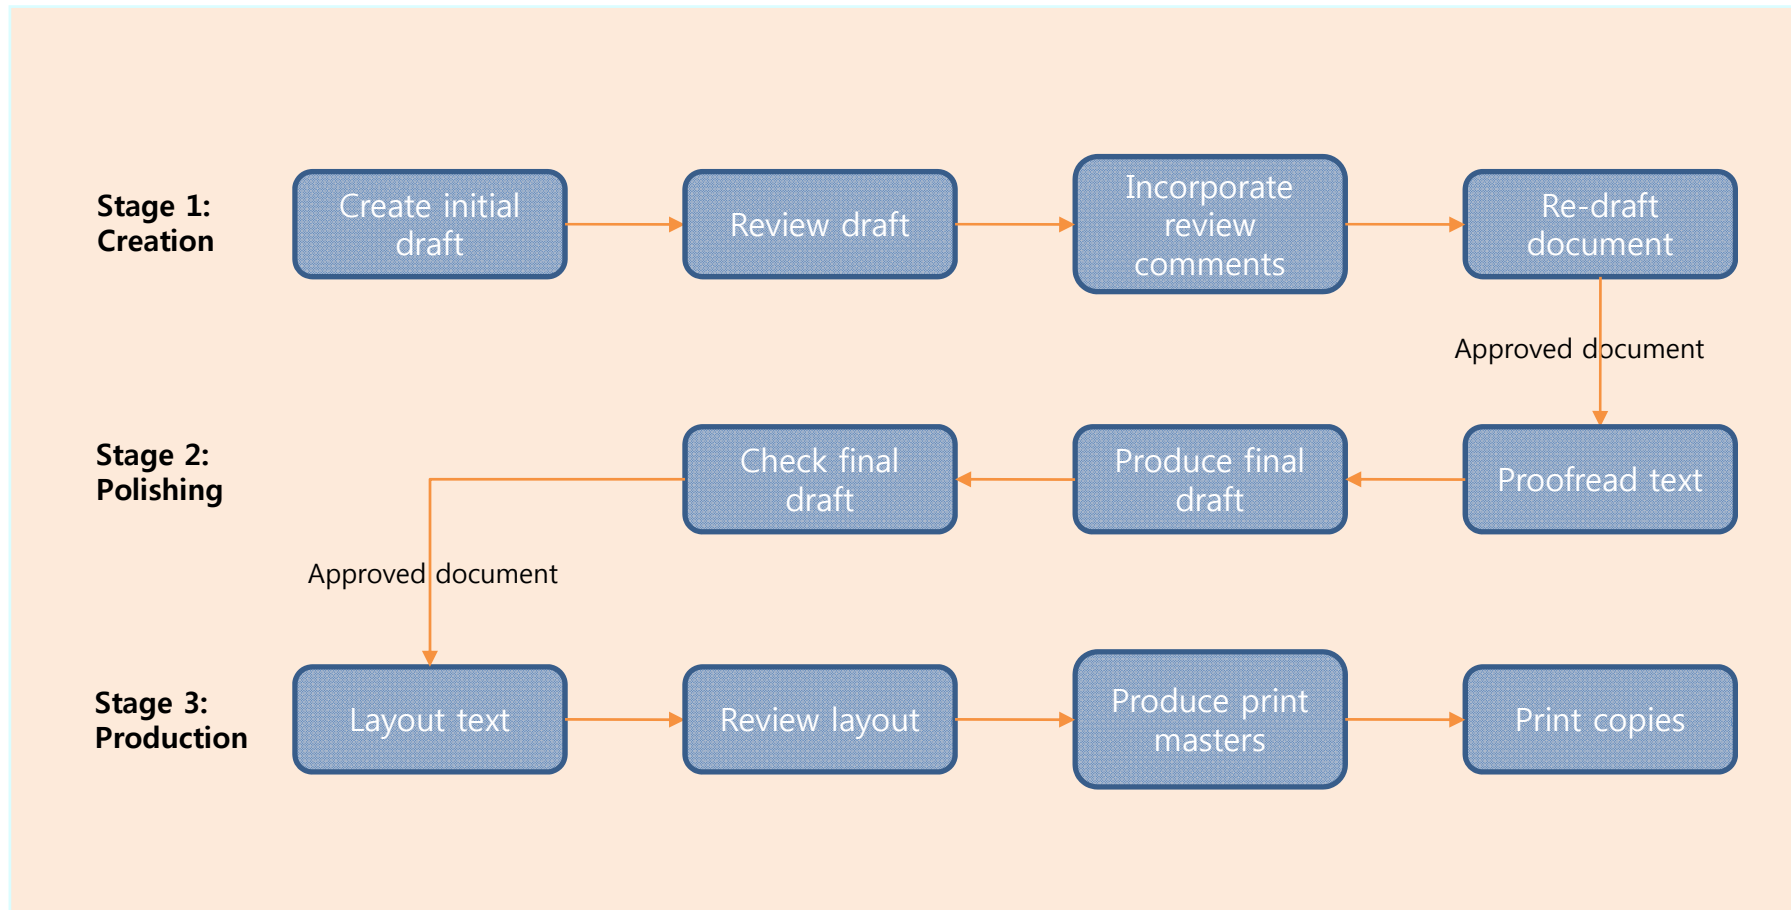 Stage 1:
Creation
Create initial
draft
Review draft
Incorporate
review
comments
Re-draft
document
Approved document
Stage 2:
Polishing
Check final
draft
Produce final
draft
Proofread text
Approved document
Stage 3:
Production
Layout text
Review layout
Produce print
masters
Print copies